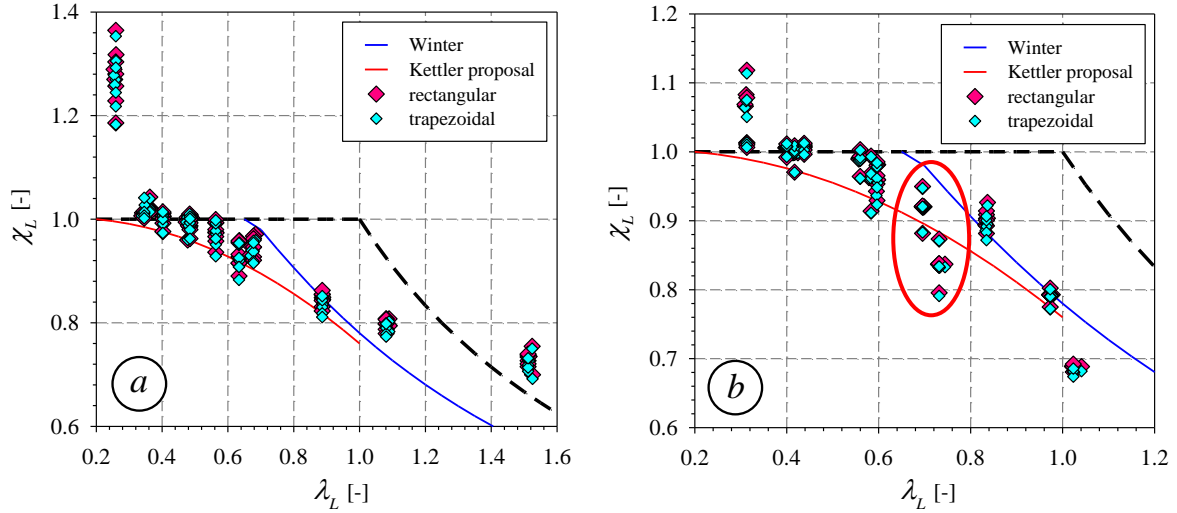 1.4
1.2
1.0
0.8
0.6
χL [-]
Winter
Kettler proposal
rectangular
trapezoidal
a
0.2 0.4 0.6 0.8 1.0 1.2 1.4 1.6
λL [-]
1.2
1.1
1.0
0.9
0.8
0.7
0.6
χL [-]
Winter
Kettler proposal
rectangular
trapezoidal
b
0.2 0.4 0.6 0.8 1.0 1.2
λL [-]